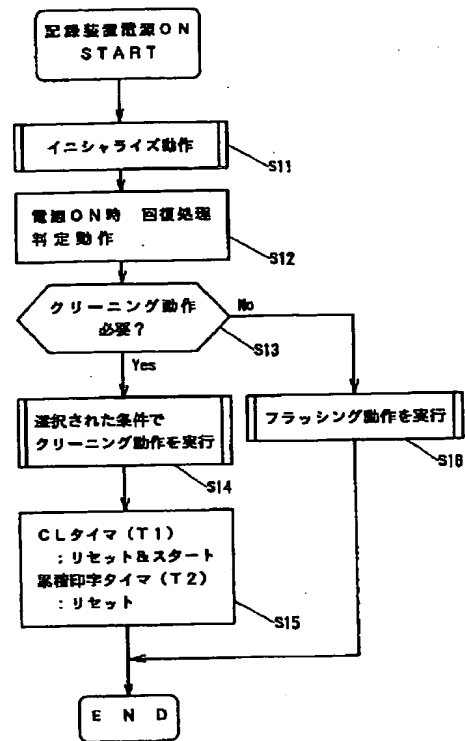 記録装置電源ON
START
イニシャライズ動作
S11
電源ON時 回復処理
判定動作
S12
クリーニング動作
必要?
No
S13
Yes
選択された条件で
クリーニング動作を実行
S14
フラッシング動作を実行
S16
CLタイマ(T1)
:リセット&スタート
累積印字タイマ(T2)
:リセット
S15
END